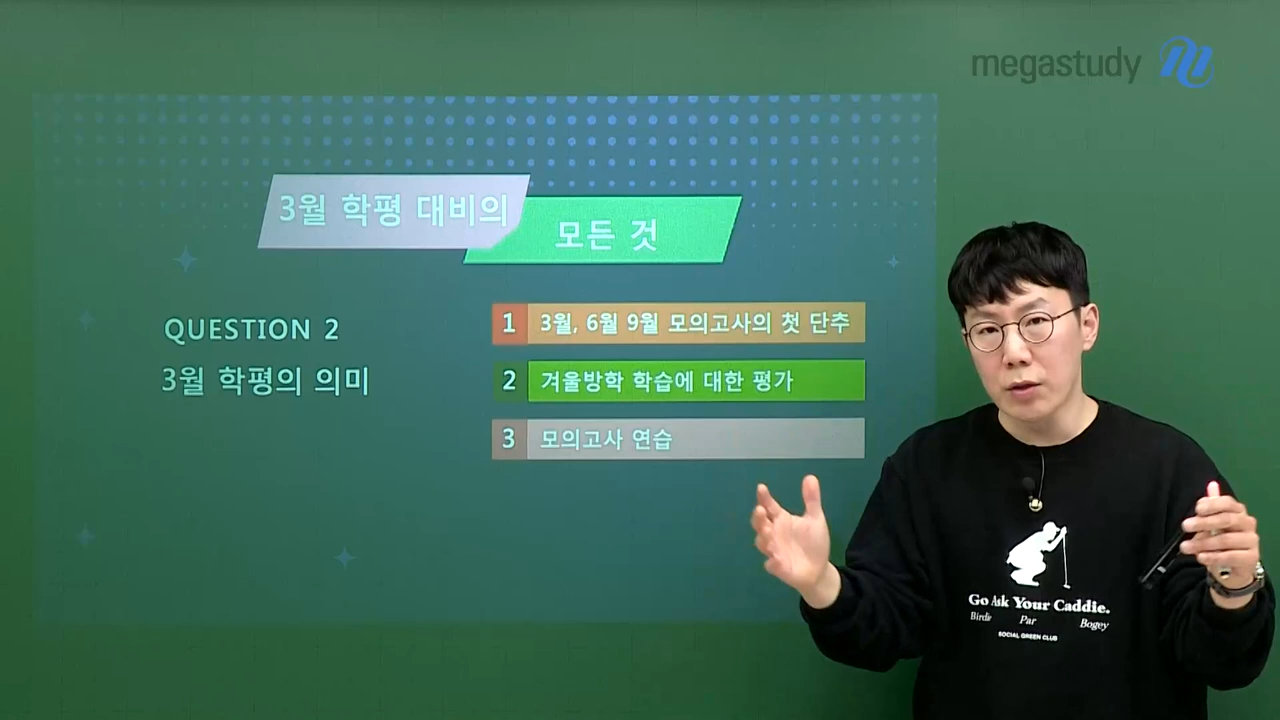 megastudy
3월 학평 대비의
모든 것
QUESTION 2
3월 학평의 의미
1 3월, 6월 9월 모의고사의 첫 단추
2 겨울방학 학습에 대한 평가
3 모의고사 연습
Go Ask Your Caddie.
Birdie Par Bogey
SOCIAL GREEN CLUB